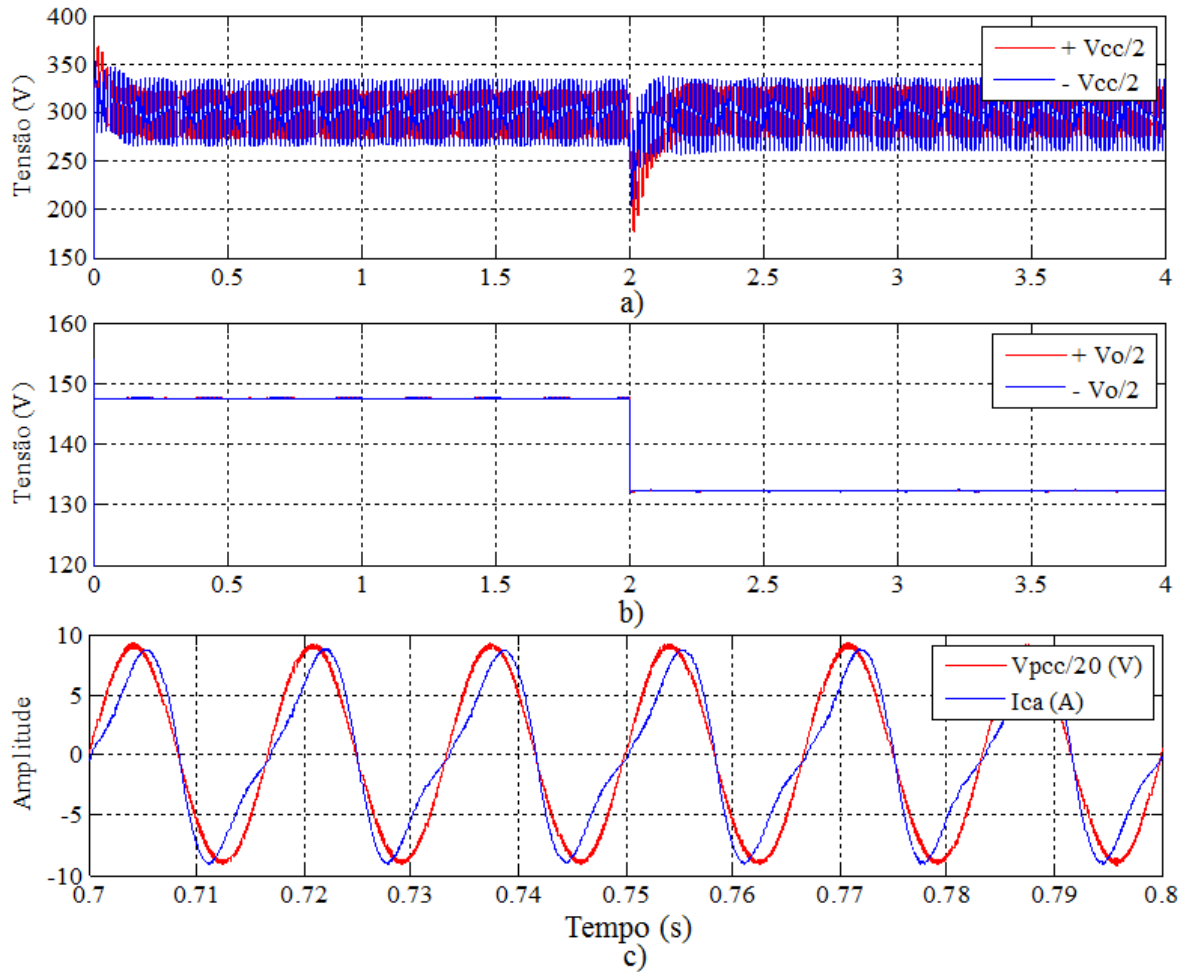 400
350
300
250
200
150
Tensão (V)
+ Vcc/2
- Vcc/2
0 0.5 1 1.5 2 2.5 3 3.5 4
a)
160
150
140
130
120
Tensão (V)
+ Vo/2
- Vo/2
0 0.5 1 1.5 2 2.5 3 3.5 4
b)
10
5
0
-5
-10
Amplitude
Vpcc/20 (V)
Ica (A)
0.7 0.71 0.72 0.73 0.74 0.75 0.76 0.77 0.78 0.79 0.8
Tempo (s)
c)